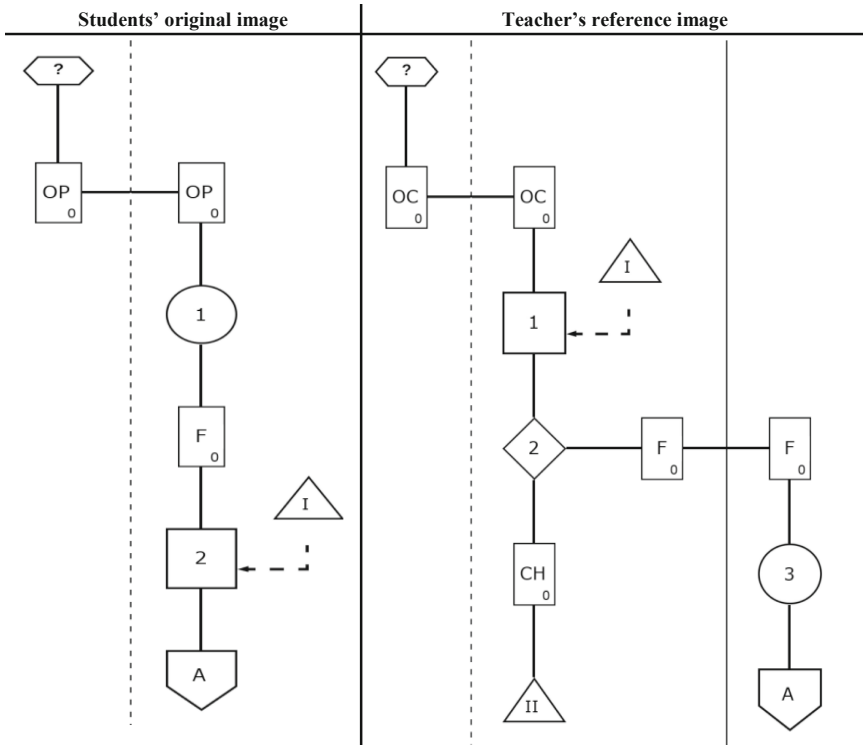 Students’ original image
Teacher’s reference image
?
OP
0
OP
0
1
F
0
I
2
A
?
OC
0
OC
0
I
1
2
F
0
F
0
CH
0
3
II
A